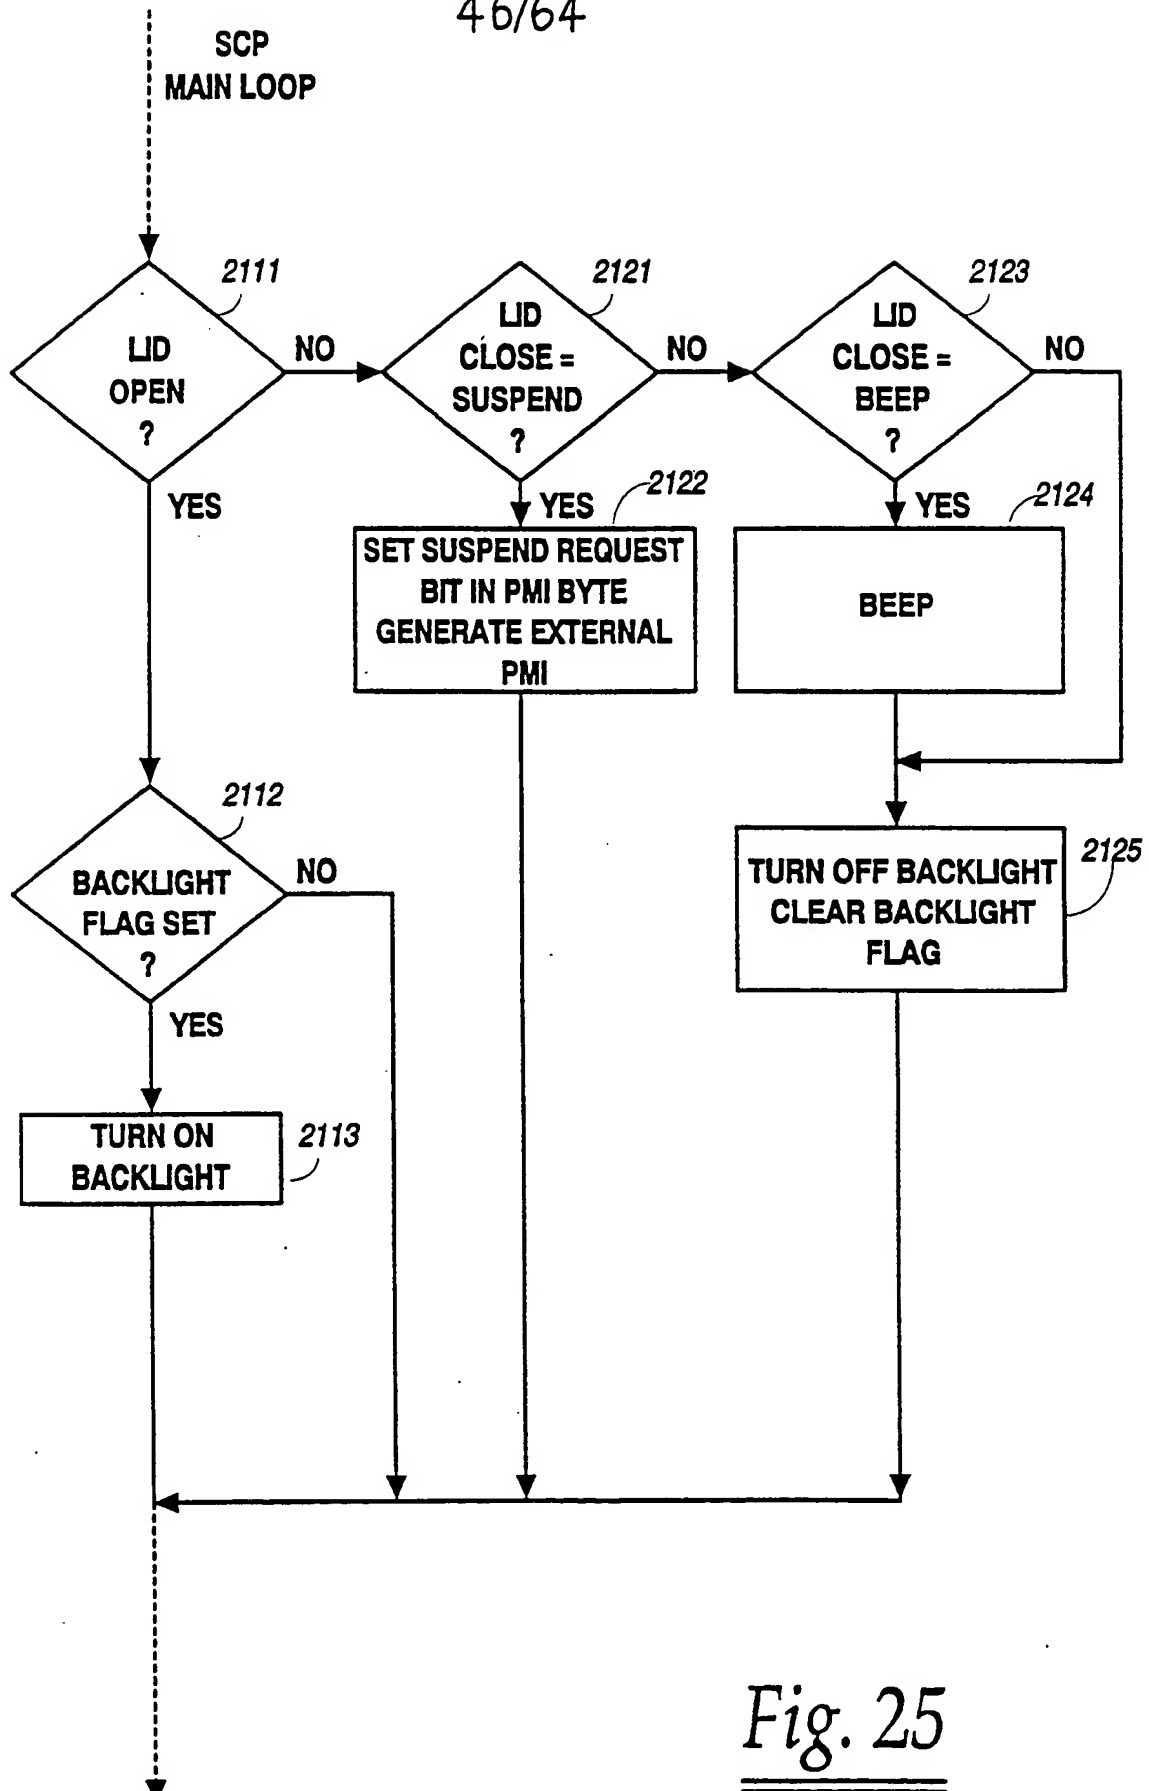 46/64
SCP
MAIN LOOP
2111
LID
OPEN
?
NO
YES
2121
LID
CLOSE =
SUSPEND
?
NO
YES
2123
LID
CLOSE =
BEEP
?
NO
YES
2122
SET SUSPEND REQUEST
BIT IN PMI BYTE
GENERATE EXTERNAL
PMI
2124
BEEP
2112
BACKLIGHT
FLAG SET
?
NO
YES
2125
TURN OFF BACKLIGHT
CLEAR BACKLIGHT
FLAG
TURN ON
BACKLIGHT
2113
Fig. 25